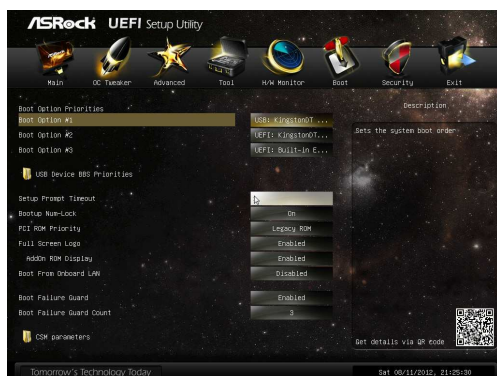 ASRock UEFI Setup Utility
Main OC Tweaker Advanced Tool H/W Monitor Boot Security Exit
Boot Option Priorities
Boot Option #1 USB: KingstonDT ...
Boot Option #2 UEFI: KingstonDT...
Boot Option #3 UEFI: Built-in E...
USB Device BBS Priorities
Setup Prompt Timeout
Bootup Num-Lock On
PCI ROM Priority Legacy ROM
Full Screen Logo Enabled
AddOn ROM Display Enabled
Boot From Onboard LAN Disabled
Boot Failure Guard Enabled
Boot Failure Guard Count 3
CSM parameters
Description
Sets the system boot order
Get details via QR code
Tomorrow's Technology Today
Sat 08/11/2012, 21:25:30